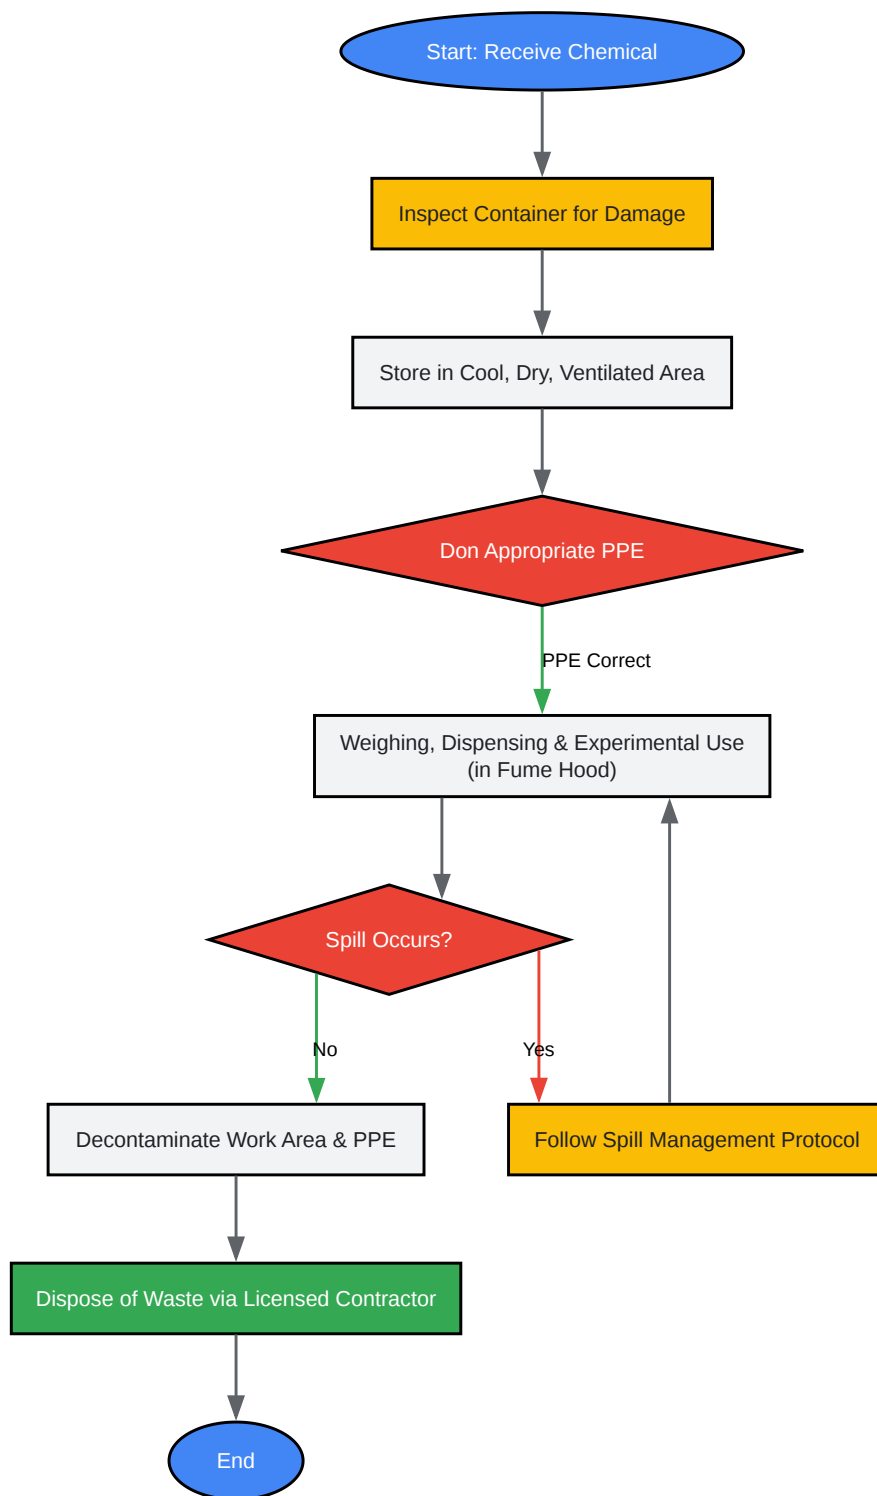 Start: Receive Chemical
Inspect Container for Damage
Store in Cool, Dry, Ventilated Area
Don Appropriate PPE
PPE Correct
Weighing, Dispensing & Experimental Use
(in Fume Hood)
Spill Occurs?
No
Yes
Decontaminate Work Area & PPE
Follow Spill Management Protocol
Dispose of Waste via Licensed Contractor
End